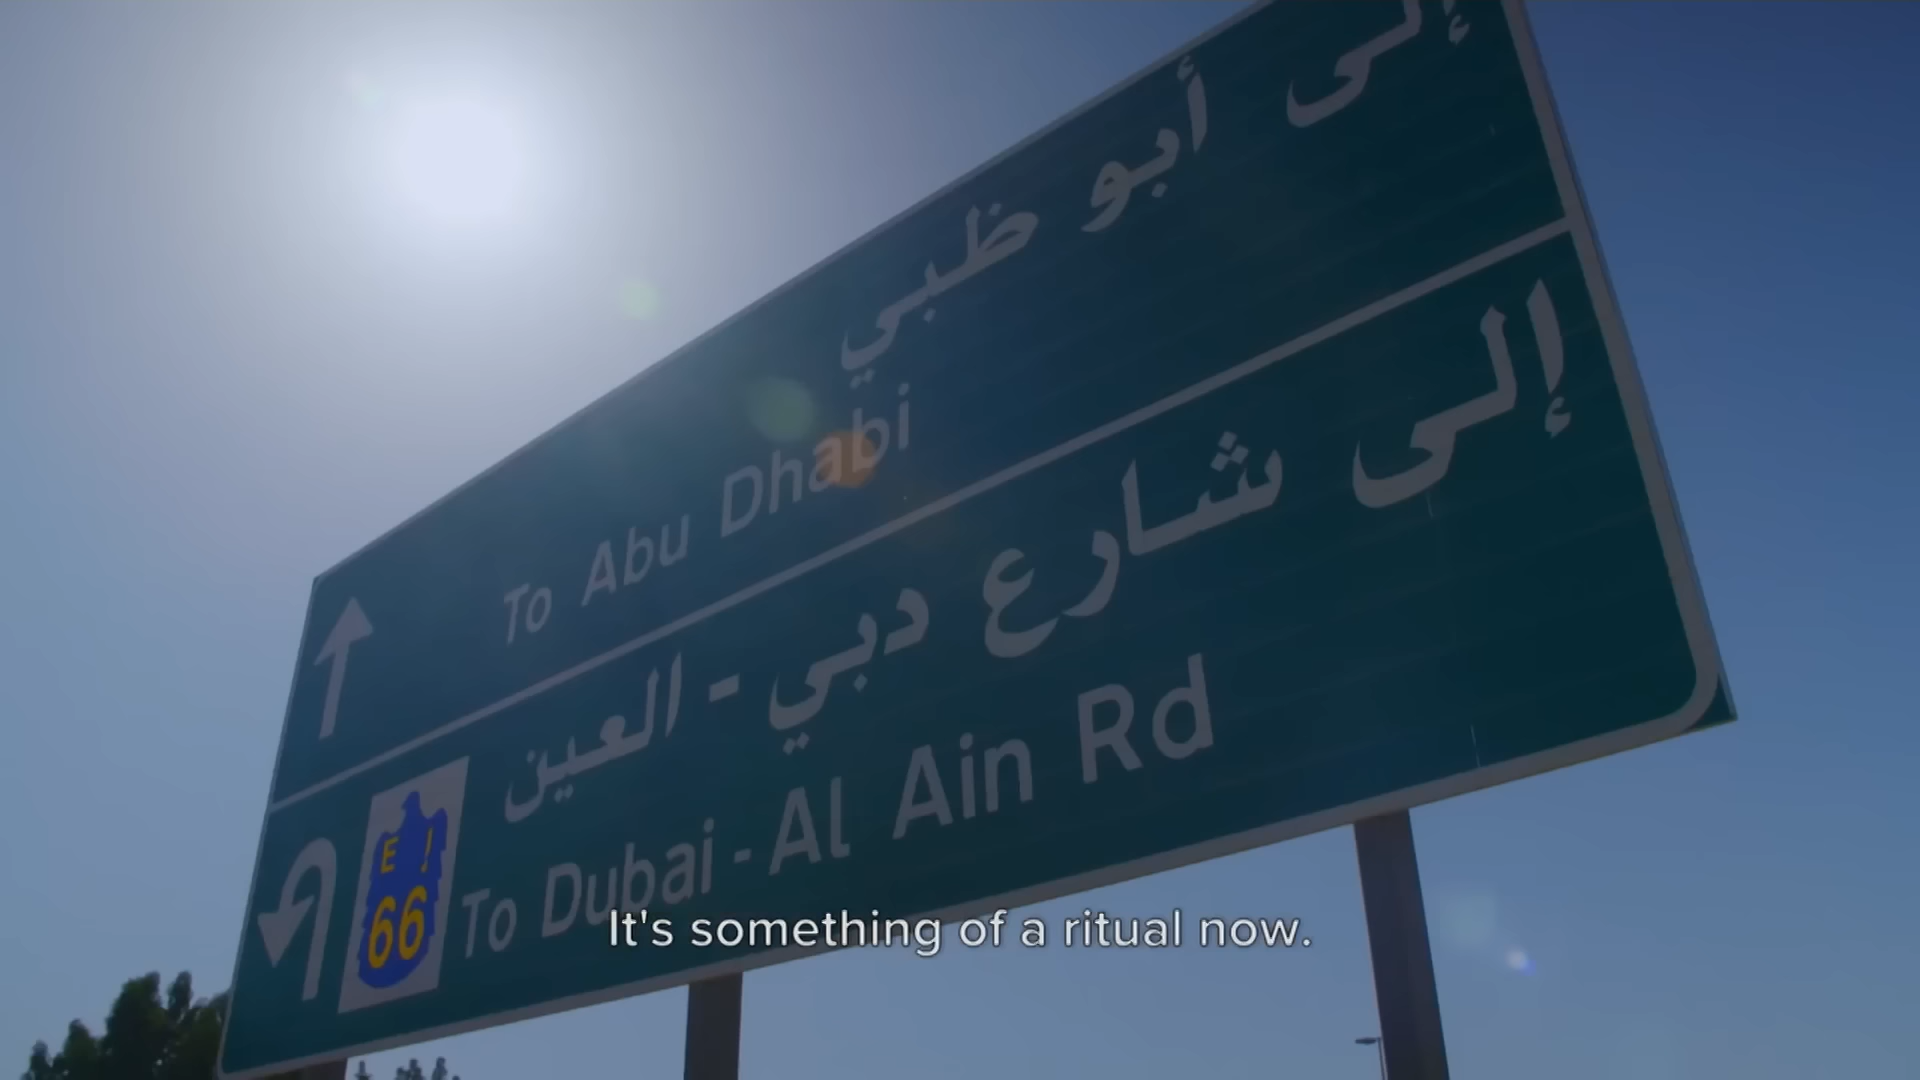 إلى أبو ظبي
To Abu Dhabi
إلى شارع دبي - العين
To Dubai - Al Ain Rd
E إ
66
It's something of a ritual now.